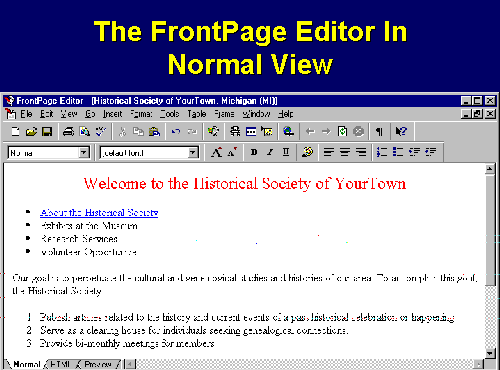 The FrontPage Editor In
Normal View
FrontPage Editor - [Historical Society of YourTown, Michigan (MI)]
File Edit View Go Insert Format Tools Table Frame Window Help
Normal (default font) A A B I U
Welcome to the Historical Society of YourTown
• About the Historical Society
• Exhibits at the Museum
• Research Services
• Volunteer Opportunities
Our goal is to perpetuate the cultural and genealogical studies and histories of our area. To accomplish this goal,
the Historical Society
1 Publish articles related to the history and current events of a past historical celebration or happening
2 Serve as a clearing house for individuals seeking genealogical connections.
3 Provide bi-monthly meetings for members
Normal HTML Preview